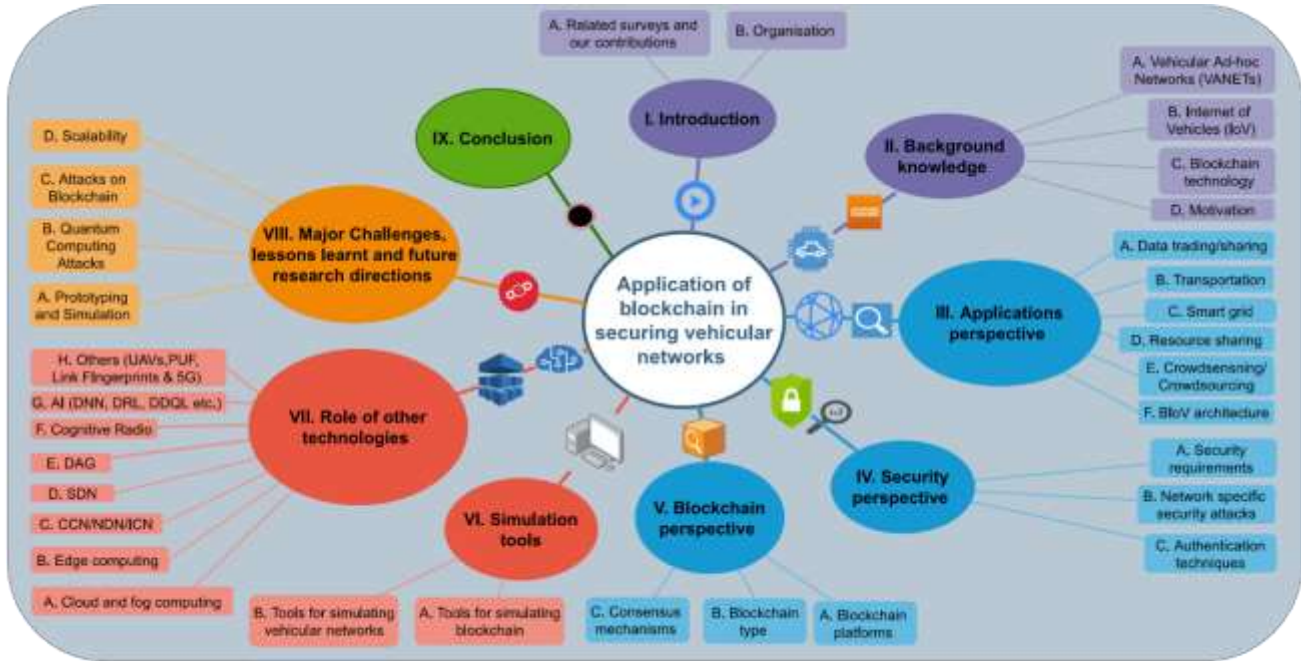 Application of
blockchain in
securing vehicular
networks
I. Introduction
A. Related surveys and
our contributions
B. Organisation
II. Background
knowledge
A. Vehicular Ad-hoc
Networks (VANETs)
B. Internet of
Vehicles (IoV)
C. Blockchain
technology
D. Motivation
III. Applications
perspective
A. Data trading/sharing
B. Transportation
C. Smart grid
D. Resource sharing
E. Crowdsensning/
Crowdsourcing
F. BIoV architecture
IV. Security
perspective
A. Security
requirements
B. Network specific
security attacks
C. Authentication
techniques
V. Blockchain
perspective
A. Blockchain
platforms
B. Blockchain
type
C. Consensus
mechanisms
VI. Simulation
tools
A. Tools for simulating
blockchain
B. Tools for simulating
vehicular networks
VII. Role of other
technologies
A. Cloud and fog computing
B. Edge computing
C. CCN/NDN/ICN
D. SDN
E. DAG
F. Cognitive Radio
G. AI (DNN, DRL, DDQL etc.)
H. Others (UAVs,PUF,
Link FIngerprints & 5G)
VIII. Major Challenges,
lessons learnt and future
research directions
A. Prototyping
and Simulation
B. Quantum
Computing
Attacks
C. Attacks on
Blockchain
D. Scalability
IX. Conclusion